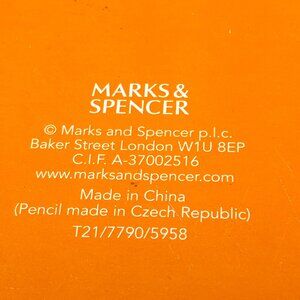 MARKS &
SPENCER
© Marks and Spencer p.l.c.
Baker Street London W1U 8EP
C.I.F. A-37002516
www.marksandspencer.com
Made in China
(Pencil made in Czech Republic)
T21/7790/5958